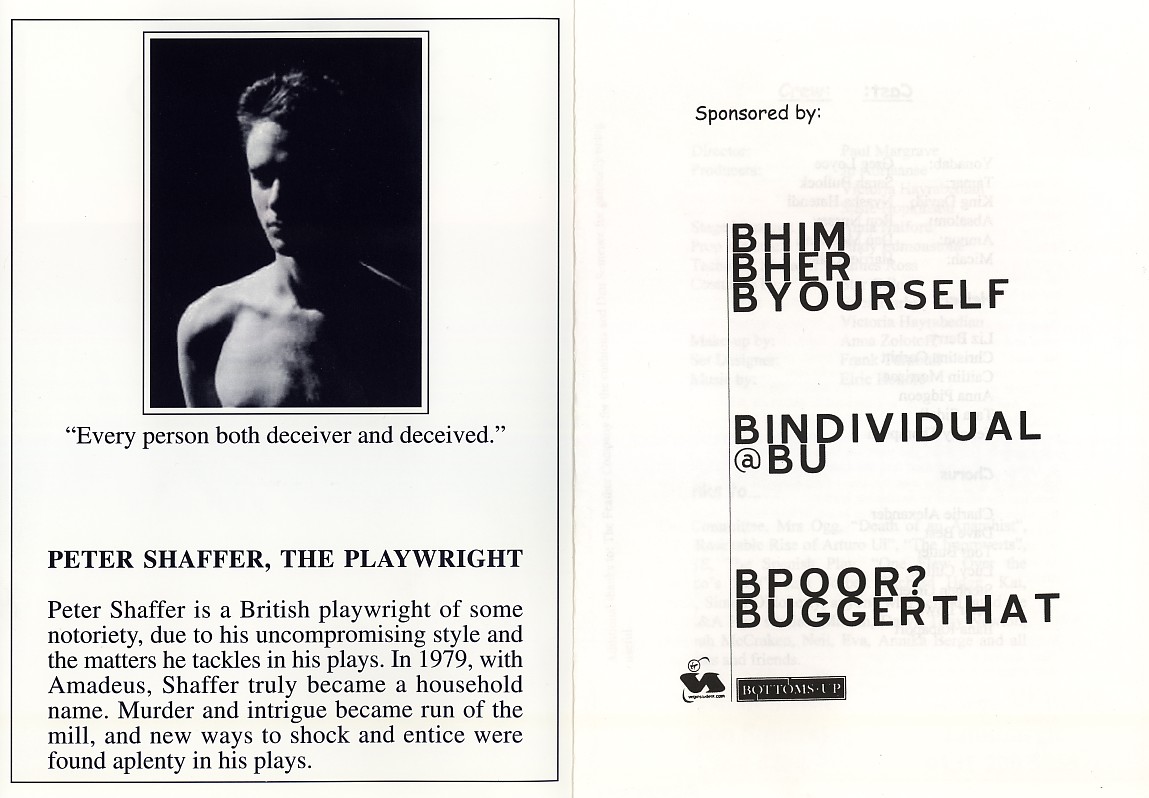 “Every person both deceiver and deceived.”
PETER SHAFFER, THE PLAYWRIGHT
Peter Shaffer is a British playwright of some
notoriety, due to his uncompromising style and
the matters he tackles in his plays. In 1979, with
Amadeus, Shaffer truly became a household
name. Murder and intrigue became run of the
mill, and new ways to shock and entice were
found aplenty in his plays.
Sponsored by:
BHIM
BHER
BYOURSELF
BINDIVIDUAL
@BU
BPOOR?
BUGGERTHAT
BOTTOMS·UP